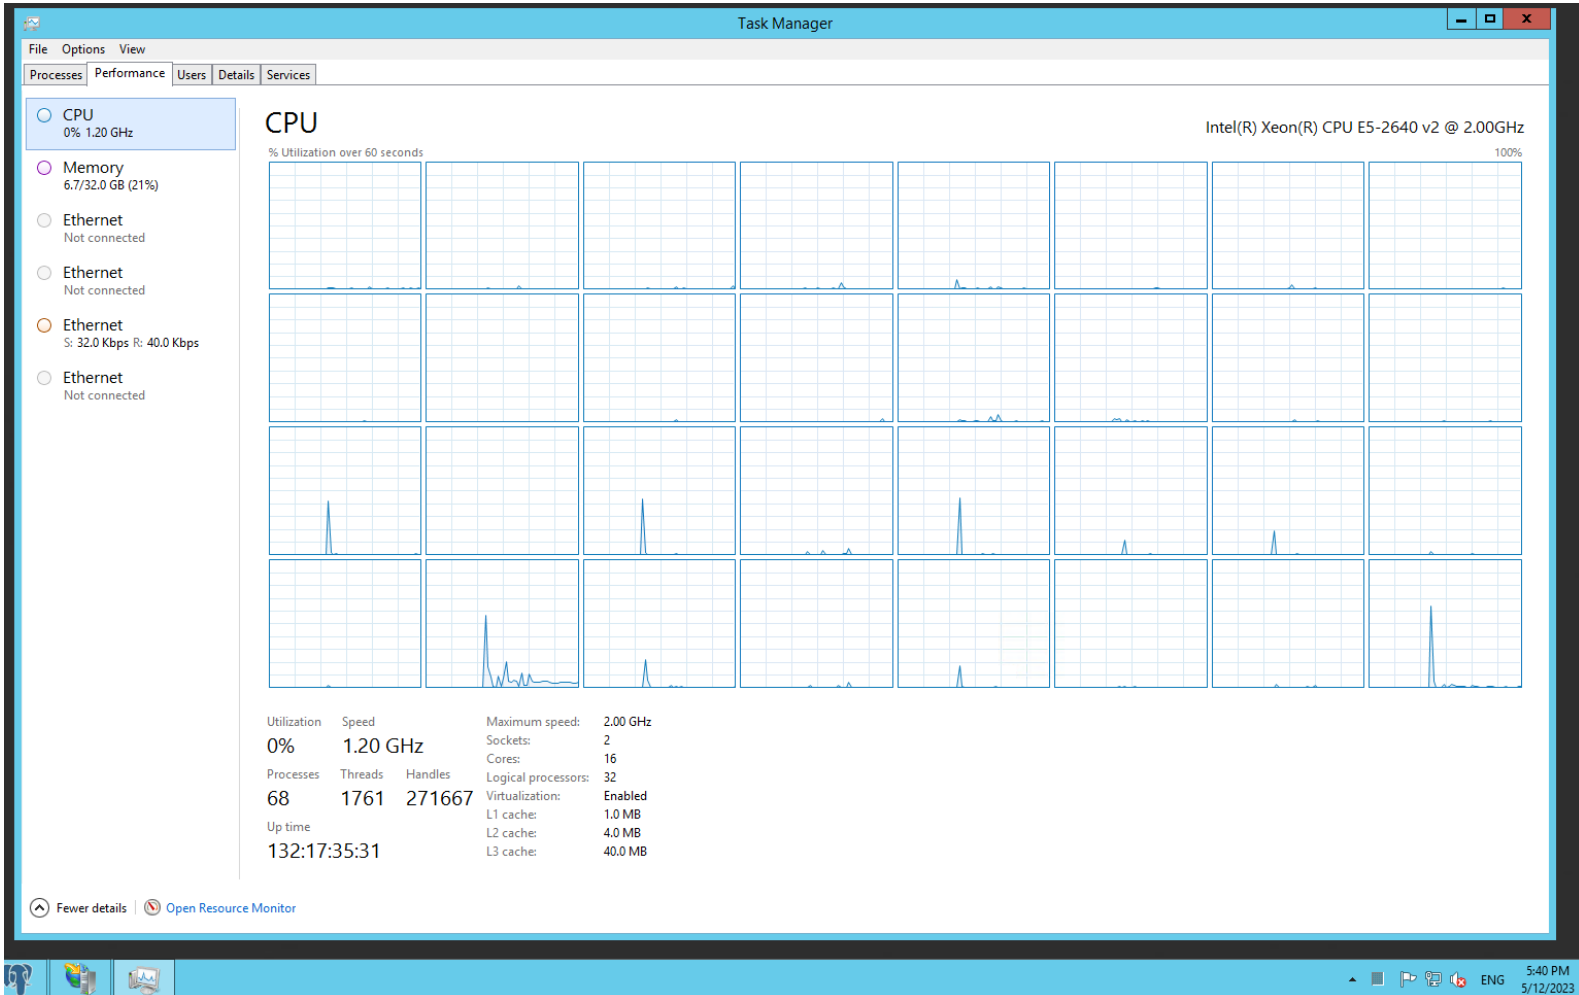 Task Manager
File Options View
Processes Performance Users Details Services
CPU
0% 1.20 GHz
Memory
6.7/32.0 GB (21%)
Ethernet
Not connected
Ethernet
Not connected
Ethernet
S: 32.0 Kbps R: 40.0 Kbps
Ethernet
Not connected
CPU
Intel(R) Xeon(R) CPU E5-2640 v2 @ 2.00GHz
% Utilization over 60 seconds
100%
Utilization Speed
0% 1.20 GHz
Processes Threads Handles
68 1761 271667
Up time
132:17:35:31
Maximum speed: 2.00 GHz
Sockets: 2
Cores: 16
Logical processors: 32
Virtualization: Enabled
L1 cache: 1.0 MB
L2 cache: 4.0 MB
L3 cache: 40.0 MB
Fewer details Open Resource Monitor
ENG
5:40 PM
5/12/2023